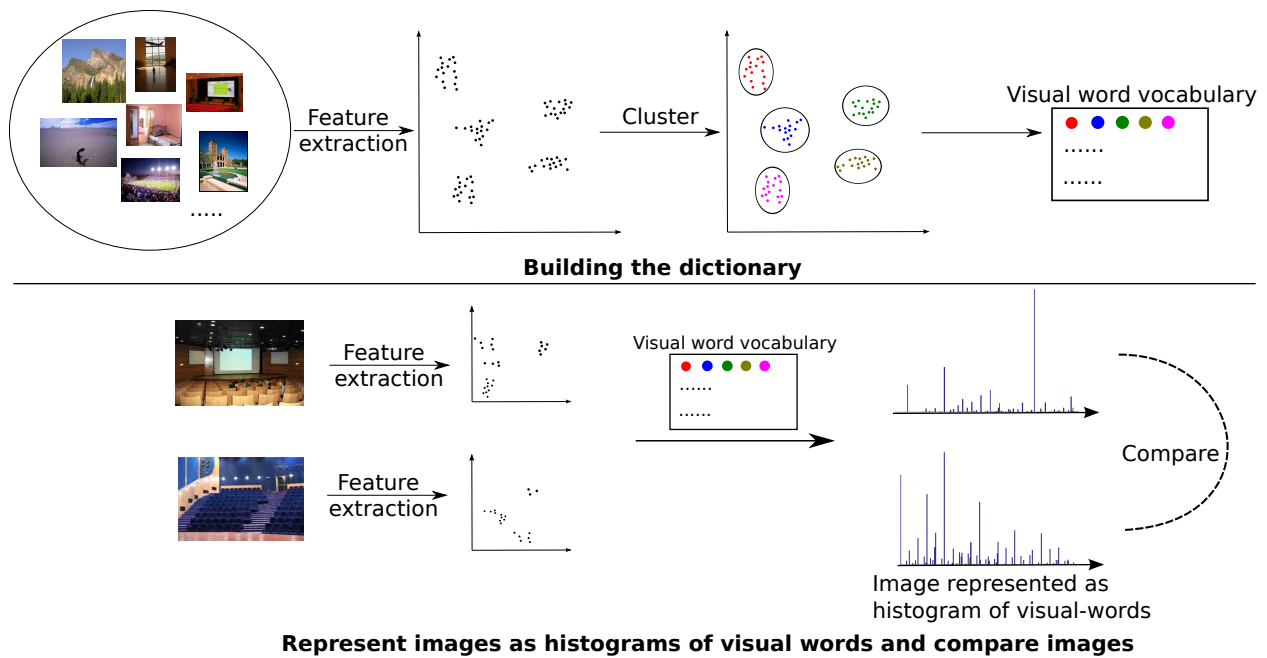 Feature
extraction
Cluster
Visual word vocabulary
......
......
.....
Building the dictionary
Feature
extraction
Visual word vocabulary
......
......
Feature
extraction
Compare
Image represented as
histogram of visual-words
Represent images as histograms of visual words and compare images